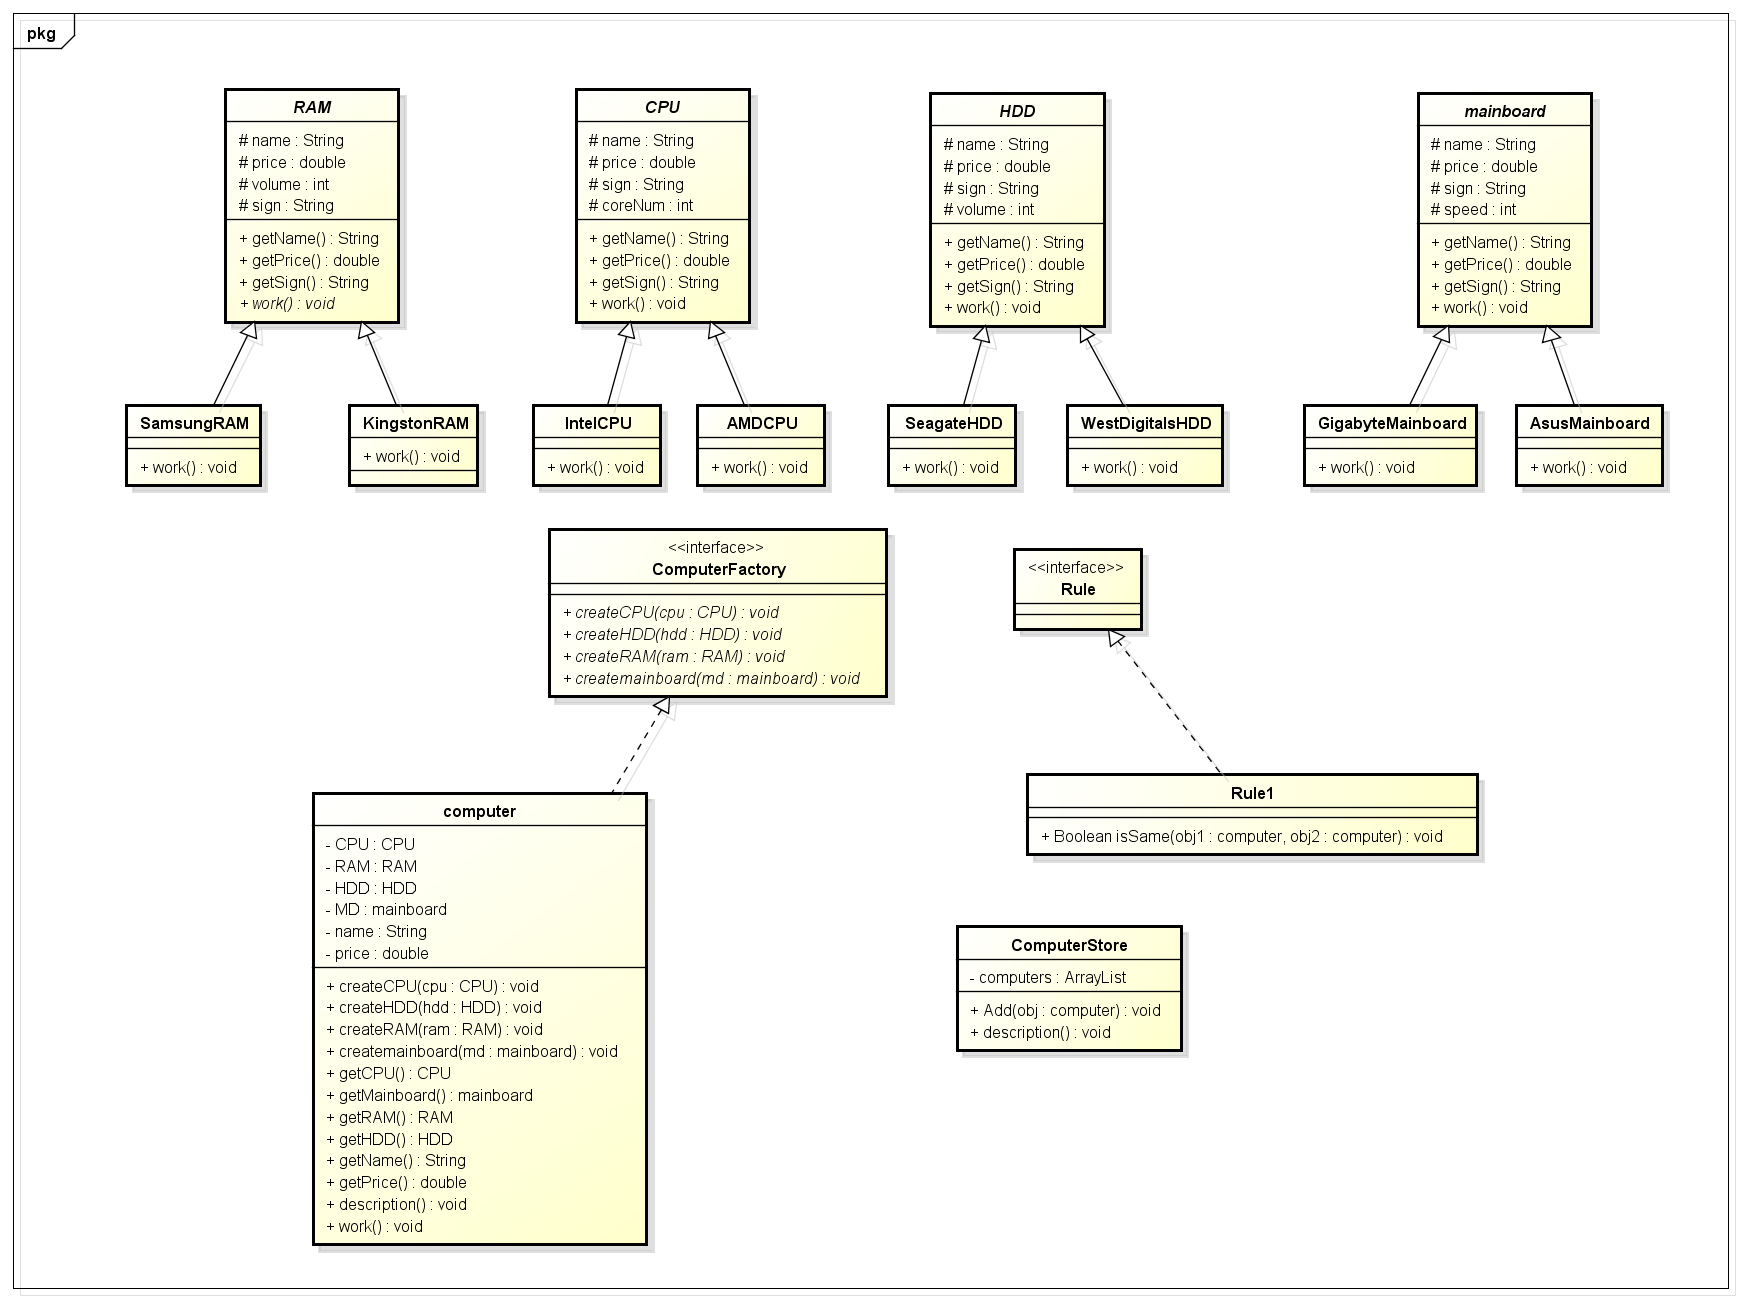 pkg
RAM
# name : String
# price : double
# volume : int
# sign : String
+ getName() : String
+ getPrice() : double
+ getSign() : String
+ work() : void
CPU
# name : String
# price : double
# sign : String
# coreNum : int
+ getName() : String
+ getPrice() : double
+ getSign() : String
+ work() : void
HDD
# name : String
# price : double
# sign : String
# volume : int
+ getName() : String
+ getPrice() : double
+ getSign() : String
+ work() : void
mainboard
# name : String
# price : double
# sign : String
# speed : int
+ getName() : String
+ getPrice() : double
+ getSign() : String
+ work() : void
SamsungRAM
+ work() : void
KingstonRAM
+ work() : void
IntelCPU
+ work() : void
AMDCPU
+ work() : void
SeagateHDD
+ work() : void
WestDigitalsHDD
+ work() : void
GigabyteMainboard
+ work() : void
AsusMainboard
+ work() : void
<<interface>>
ComputerFactory
+ createCPU(cpu : CPU) : void
+ createHDD(hdd : HDD) : void
+ createRAM(ram : RAM) : void
+ createmainboard(md : mainboard) : void
<<interface>>
Rule
computer
- CPU : CPU
- RAM : RAM
- HDD : HDD
- MD : mainboard
- name : String
- price : double
+ createCPU(cpu : CPU) : void
+ createHDD(hdd : HDD) : void
+ createRAM(ram : RAM) : void
+ createmainboard(md : mainboard) : void
+ getCPU() : CPU
+ getMainboard() : mainboard
+ getRAM() : RAM
+ getHDD() : HDD
+ getName() : String
+ getPrice() : double
+ description() : void
+ work() : void
Rule1
+ Boolean isSame(obj1 : computer, obj2 : computer) : void
ComputerStore
- computers : ArrayList
+ Add(obj : computer) : void
+ description() : void